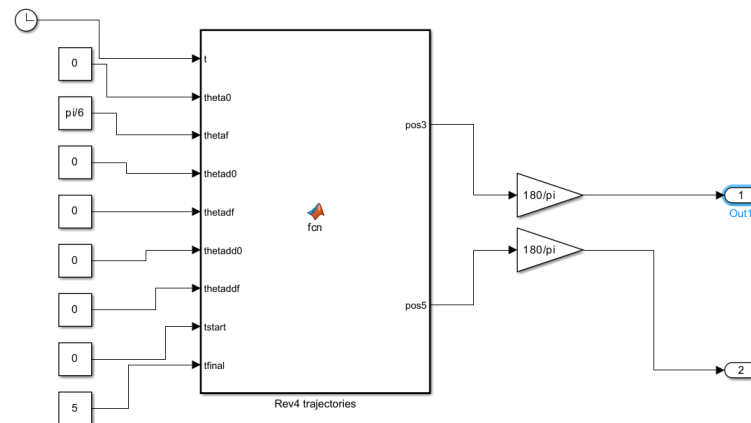 0
t
theta0
pi/6
thetaf
pos3
0
thetad0
180/pi
1
Out1
0
thetadf
fcn
0
thetadd0
180/pi
0
thetaddf
pos5
0
tstart
tfinal
2
5
Rev4 trajectories